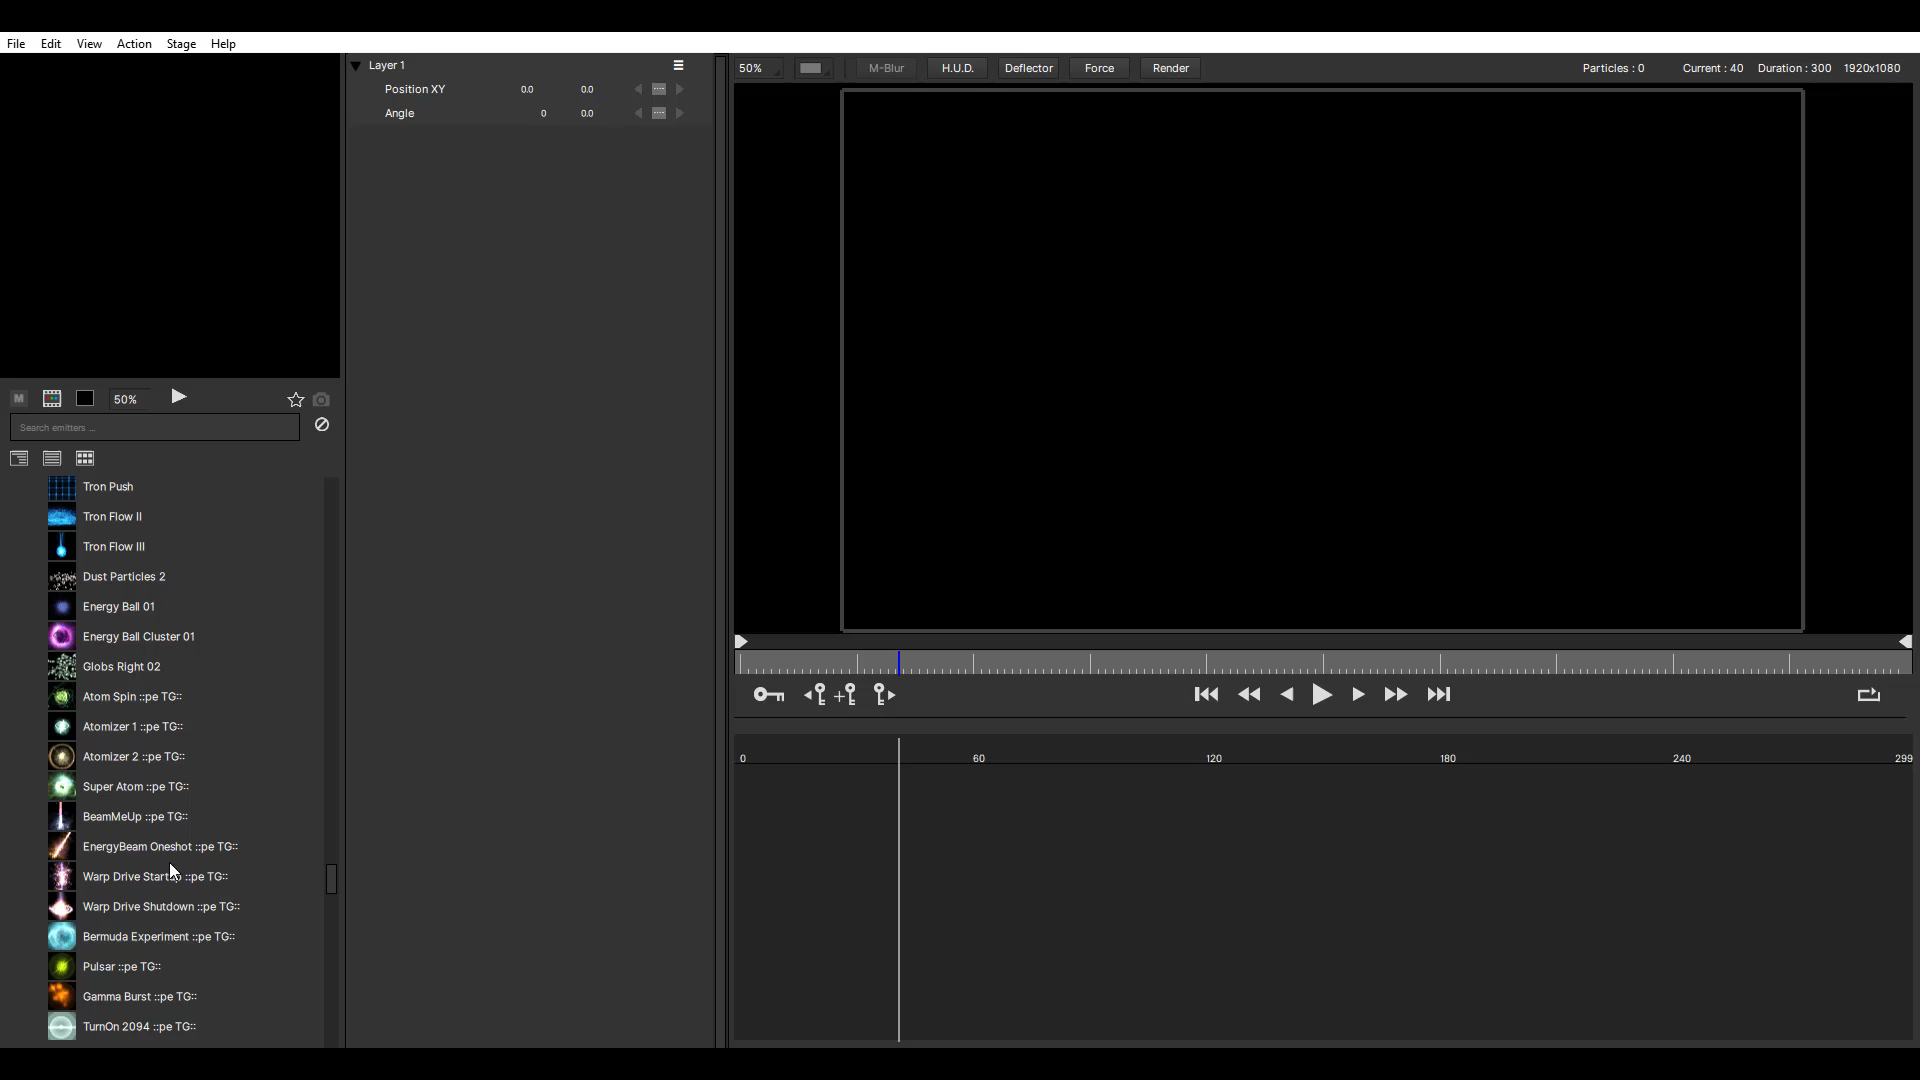 File Edit View Action Stage Help
Layer 1
Position XY 0.0 0.0
Angle 0 0.0
50% M-Blur H.U.D. Deflector Force Render Particles : 0 Current : 40 Duration : 300 1920x1080
M 50%
Search emitters ...
Tron Push
Tron Flow II
Tron Flow III
Dust Particles 2
Energy Ball 01
Energy Ball Cluster 01
Globs Right 02
Atom Spin ::pe TG::
Atomizer 1 ::pe TG::
Atomizer 2 ::pe TG::
Super Atom ::pe TG::
BeamMeUp ::pe TG::
EnergyBeam Oneshot ::pe TG::
Warp Drive Startup ::pe TG::
Warp Drive Shutdown ::pe TG::
Bermuda Experiment ::pe TG::
Pulsar ::pe TG::
Gamma Burst ::pe TG::
TurnOn 2094 ::pe TG::
0 60 120 180 240 299